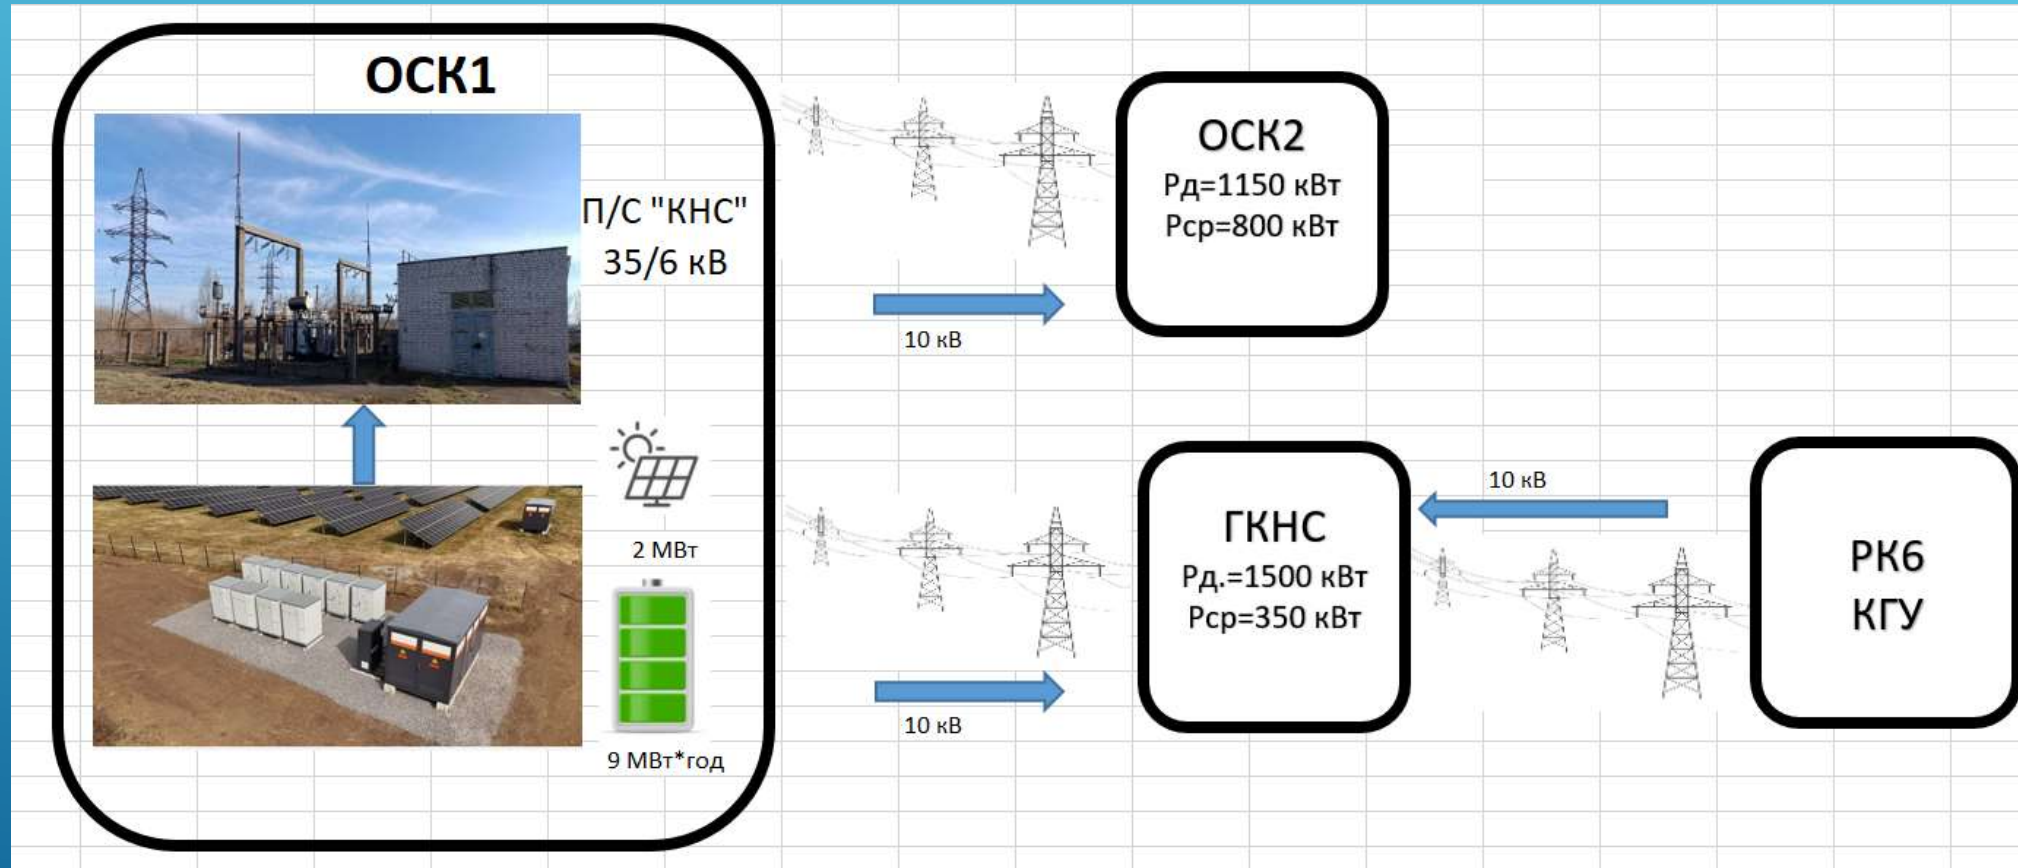 ОСК1
П/С "КНС"
35/6 кВ
2 МВт
9 МВт*год
10 кВ
ОСК2
Рд=1150 кВт
Рср=800 кВт
10 кВ
ГКНС
Рд.=1500 кВт
Рср=350 кВт
10 кВ
РК6
КГУ